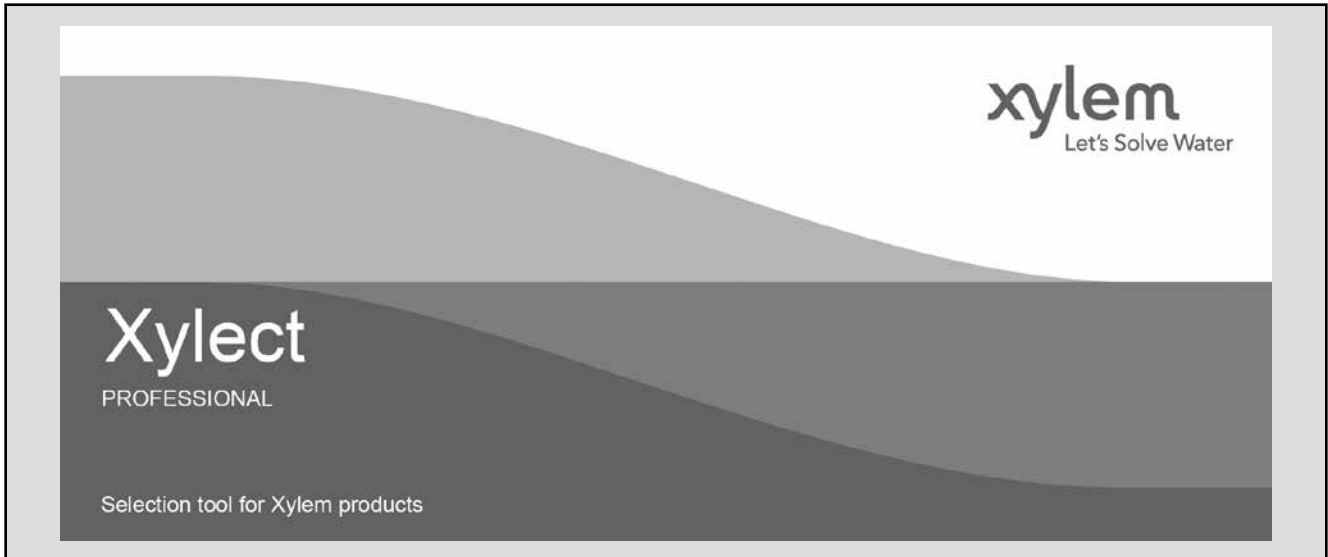 xylem
Let's Solve Water
Xylect
PROFESSIONAL
Selection tool for Xylem products